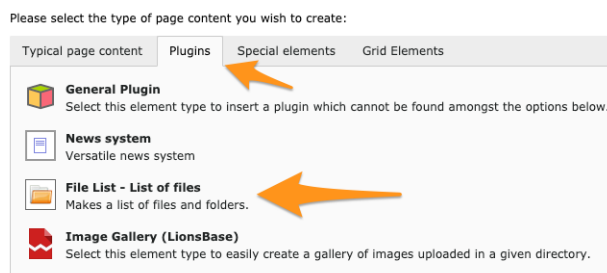 Please select the type of page content you wish to create:
Typical page content Plugins Special elements Grid Elements
General Plugin
Select this element type to insert a plugin which cannot be found amongst the options below.
News system
Versatile news system
File List - List of files
Makes a list of files and folders.
Image Gallery (LionsBase)
Select this element type to easily create a gallery of images uploaded in a given directory.